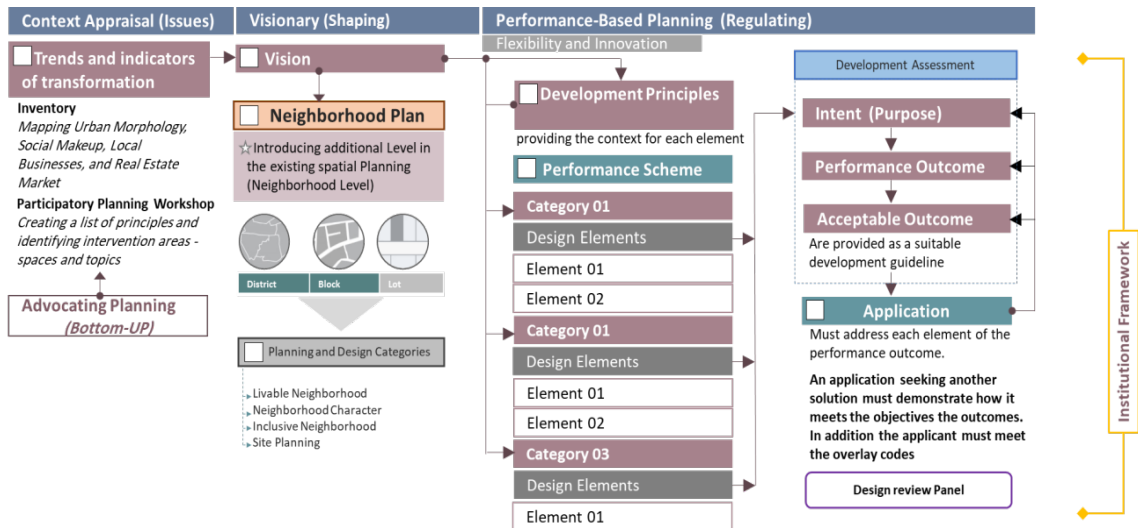 Context Appraisal (Issues)
Trends and indicators
of transformation
Inventory
Mapping Urban Morphology,
Social Makeup, Local
Businesses, and Real Estate
Market
Participatory Planning Workshop
Creating a list of principles and
identifying intervention areas -
spaces and topics
Advocating Planning
(Bottom-UP)
Visionary (Shaping)
Vision
Neighborhood Plan
Introducing additional Level in
the existing spatial Planning
(Neighborhood Level)
District Block Lot
Planning and Design Categories
Livable Neighborhood
Neighborhood Character
Inclusive Neighborhood
Site Planning
Performance-Based Planning (Regulating)
Flexibility and Innovation
Development Principles
providing the context for each element
Performance Scheme
Category 01
Design Elements
Element 01
Element 02
Category 01
Design Elements
Element 01
Element 02
Category 03
Design Elements
Element 01
Development Assessment
Intent (Purpose)
Performance Outcome
Acceptable Outcome
Are provided as a suitable
development guideline
Application
Must address each element of the
performance outcome.
An application seeking another
solution must demonstrate how it
meets the objectives the outcomes.
In addition the applicant must meet
the overlay codes
Design review Panel
Institutional Framework